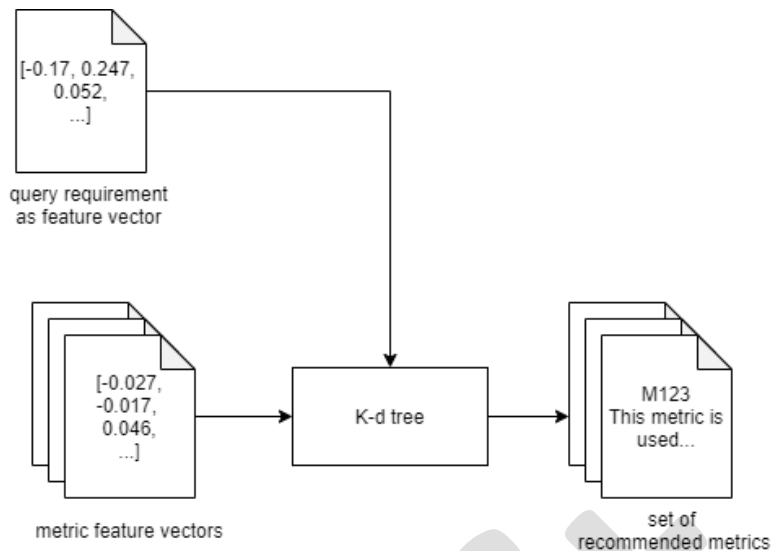 [-0.17, 0.247,
0.052,
...]
query requirement
as feature vector
[-0.027,
-0.017,
0.046,
...]
metric feature vectors
K-d tree
M123
This metric is
used...
set of
recommended metrics